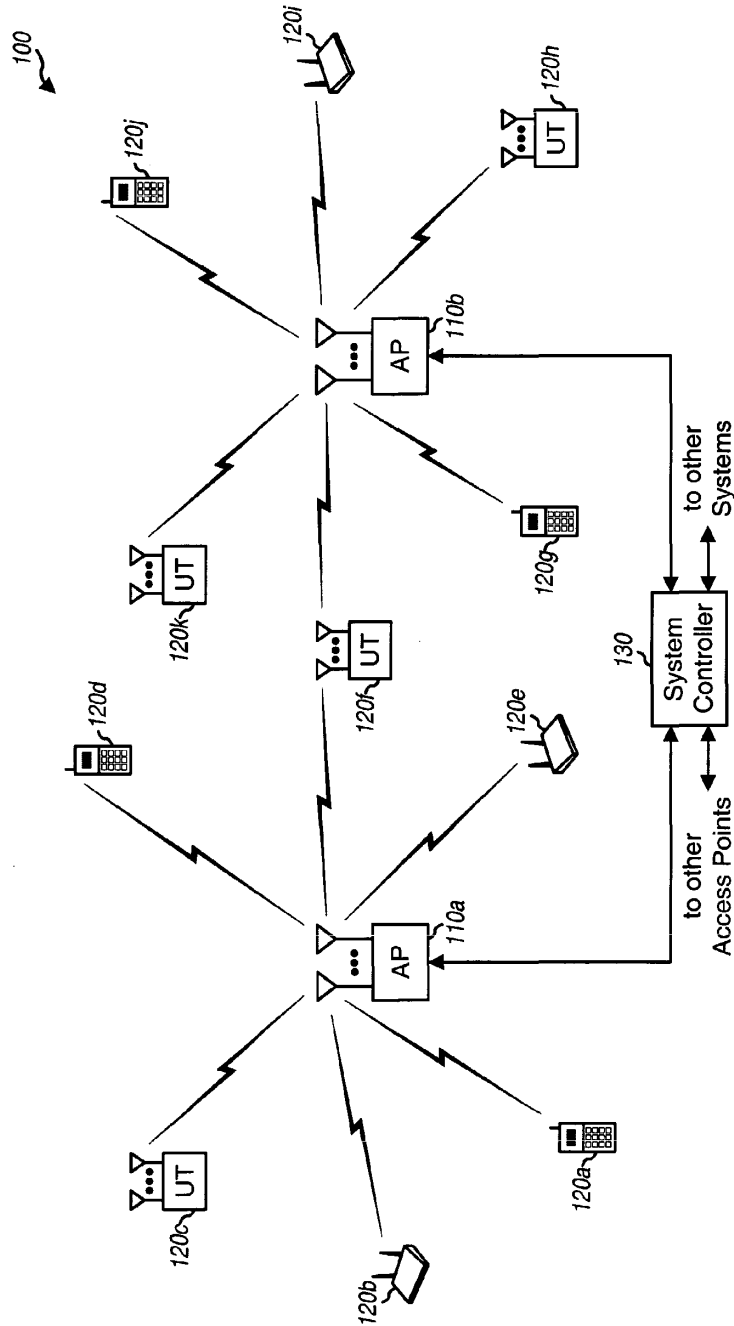 100
120j
120i
120d
120k
UT
120c
UT
120f
UT
120h
UT
110a
AP
110b
AP
120b
120e
120g
120a
130
System
Controller
to other
Access Points
to other
Systems